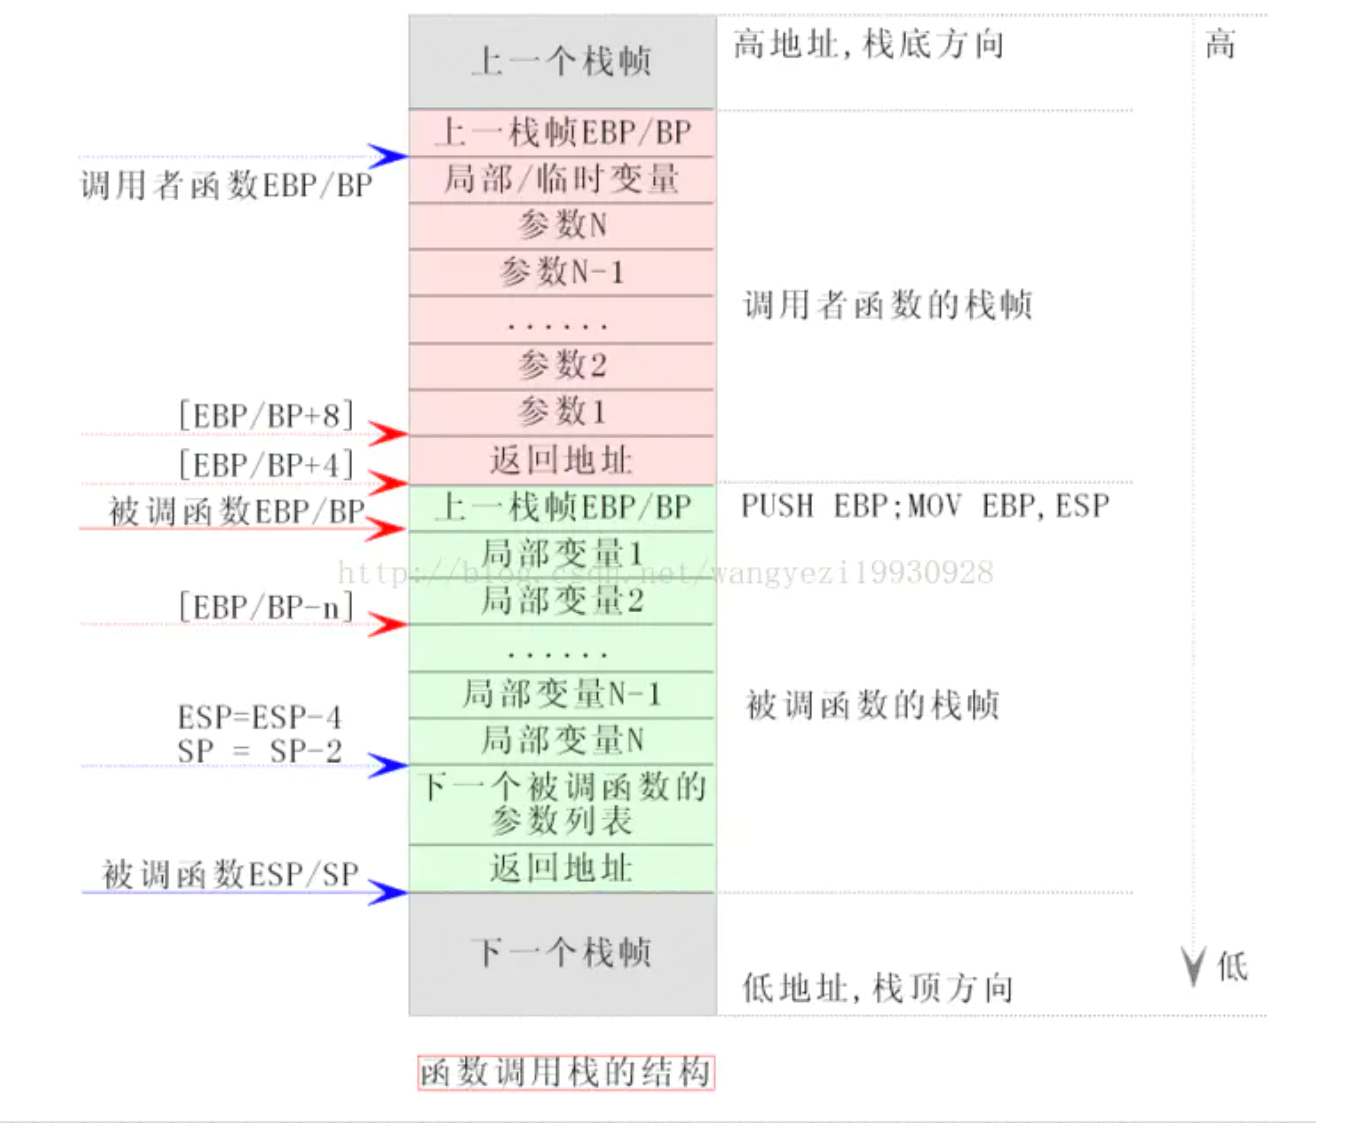 上一个栈帧
高地址,栈底方向
高
上一栈帧EBP/BP
调用者函数EBP/BP
局部/临时变量
参数N
参数N-1
调用者函数的栈帧
......
参数2
[EBP/BP+8]
参数1
[EBP/BP+4]
返回地址
被调函数EBP/BP
上一栈帧EBP/BP
PUSH EBP;MOV EBP,ESP
局部变量1
http://blog.csdn.net/wangyezi19930928
[EBP/BP-n]
局部变量2
......
局部变量N-1
被调函数的栈帧
ESP=ESP-4
SP = SP-2
局部变量N
下一个被调函数的
参数列表
被调函数ESP/SP
返回地址
下一个栈帧
低地址,栈顶方向
低
函数调用栈的结构